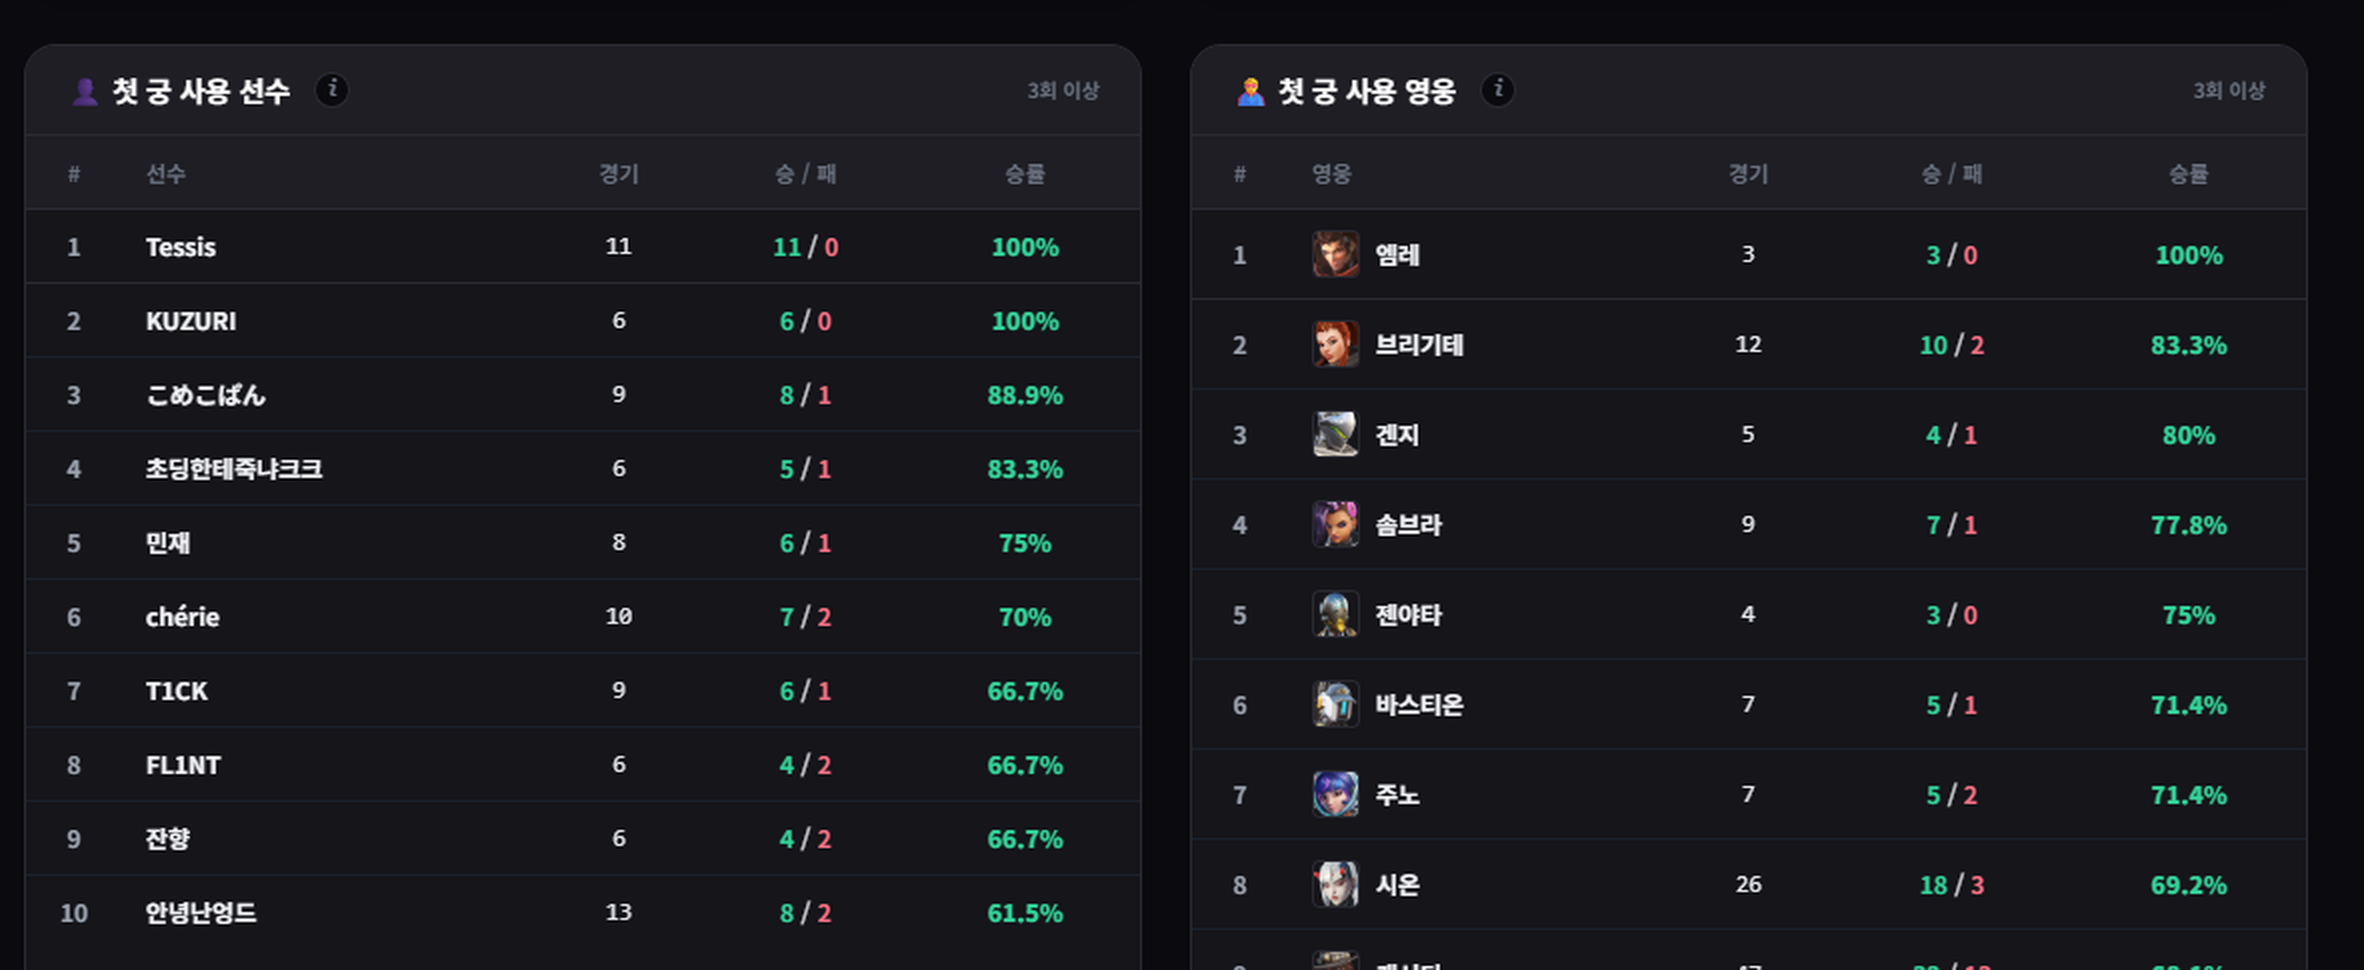 첫 궁 사용 선수 i 3회 이상
# 선수 경기 승 / 패 승률
1 Tessis 11 11 / 0 100%
2 KUZURI 6 6 / 0 100%
3 こめこぱん 9 8 / 1 88.9%
4 초딩한테죽냐크크 6 5 / 1 83.3%
5 민재 8 6 / 1 75%
6 chérie 10 7 / 2 70%
7 T1CK 9 6 / 1 66.7%
8 FL1NT 6 4 / 2 66.7%
9 잔향 6 4 / 2 66.7%
10 안녕난엉드 13 8 / 2 61.5%
첫 궁 사용 영웅 i 3회 이상
# 영웅 경기 승 / 패 승률
1 엠레 3 3 / 0 100%
2 브리기테 12 10 / 2 83.3%
3 겐지 5 4 / 1 80%
4 솜브라 9 7 / 1 77.8%
5 젠야타 4 3 / 0 75%
6 바스티온 7 5 / 1 71.4%
7 주노 7 5 / 2 71.4%
8 시온 26 18 / 3 69.2%